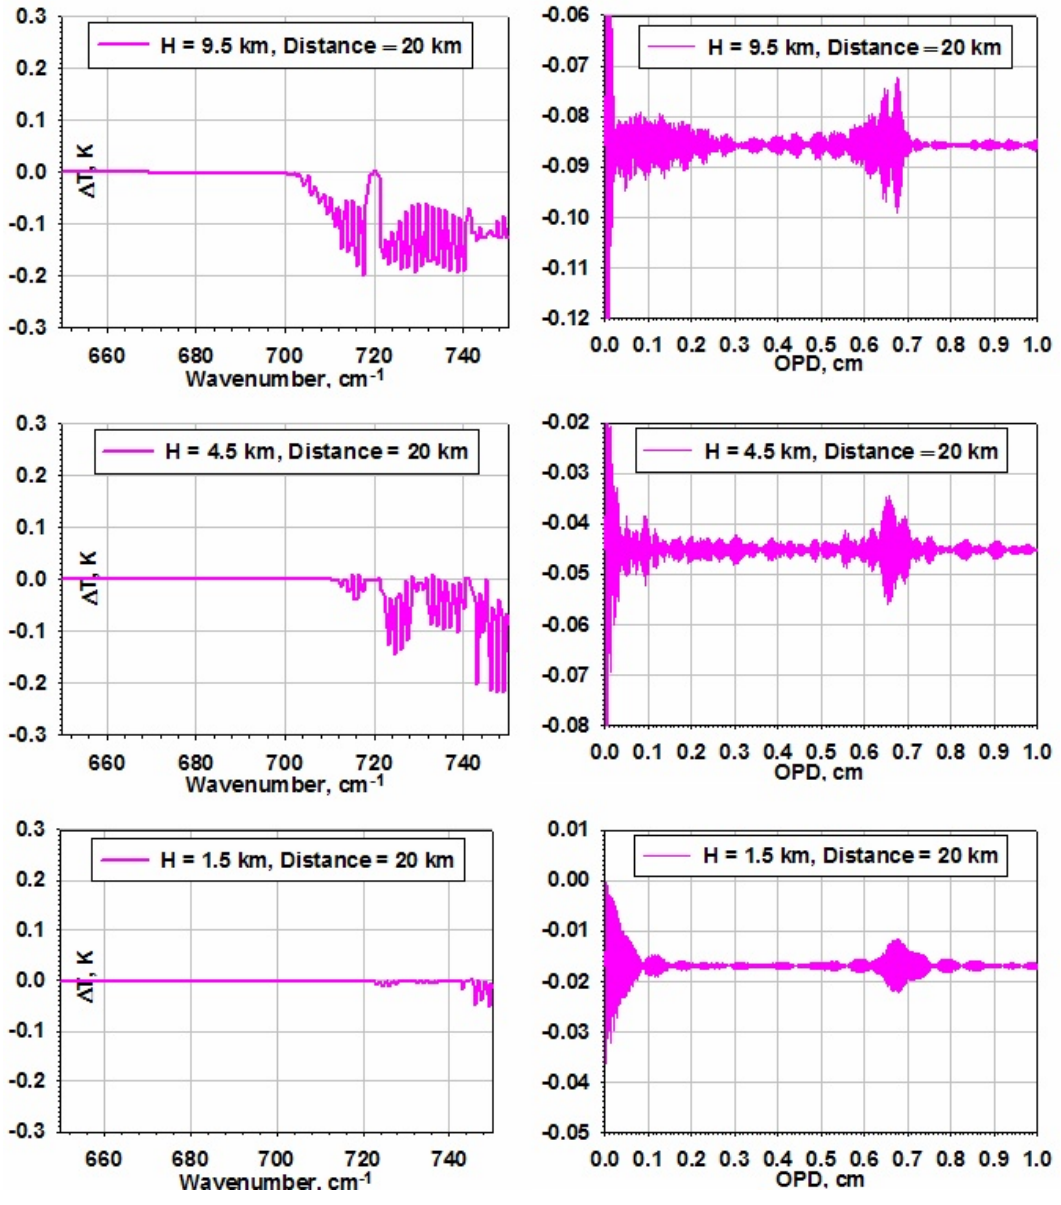 0.3
0.2
0.1
0.0
-0.1
-0.2
-0.3
ΔT, K
H = 9.5 km, Distance = 20 km
660 680 700 720 740
Wavenumber, cm-1
-0.06
-0.07
-0.08
-0.09
-0.10
-0.11
-0.12
H = 9.5 km, Distance = 20 km
0.0 0.1 0.2 0.3 0.4 0.5 0.6 0.7 0.8 0.9 1.0
OPD, cm
0.3
0.2
0.1
0.0
-0.1
-0.2
-0.3
ΔT, K
H = 4.5 km, Distance = 20 km
660 680 700 720 740
Wavenumber, cm-1
-0.02
-0.03
-0.04
-0.05
-0.06
-0.07
-0.08
H = 4.5 km, Distance = 20 km
0.0 0.1 0.2 0.3 0.4 0.5 0.6 0.7 0.8 0.9 1.0
OPD, cm
0.3
0.2
0.1
0.0
-0.1
-0.2
-0.3
ΔT, K
H = 1.5 km, Distance = 20 km
660 680 700 720 740
Wavenumber, cm-1
0.01
0.00
-0.01
-0.02
-0.03
-0.04
-0.05
H = 1.5 km, Distance = 20 km
0.0 0.1 0.2 0.3 0.4 0.5 0.6 0.7 0.8 0.9 1.0
OPD, cm